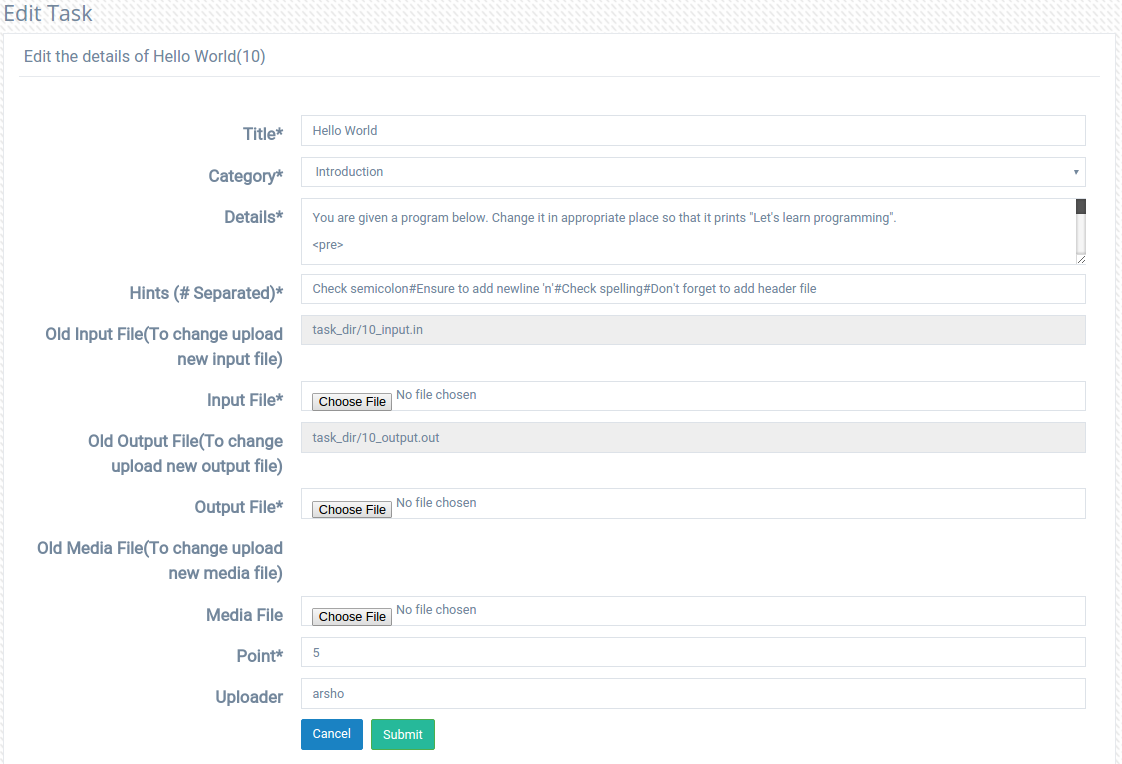 Edit Task
Edit the details of Hello World(10)
Title*
Hello World
Category*
Introduction
Details*
You are given a program below. Change it in appropriate place so that it prints "Let's learn programming".
<pre>
Hints (# Separated)*
Check semicolon#Ensure to add newline 'n'#Check spelling#Don't forget to add header file
Old Input File(To change upload
new input file)
task_dir/10_input.in
Input File*
Choose File No file chosen
Old Output File(To change
upload new output file)
task_dir/10_output.out
Output File*
Choose File No file chosen
Old Media File(To change upload
new media file)
Media File
Choose File No file chosen
Point*
5
Uploader
arsho
Cancel Submit